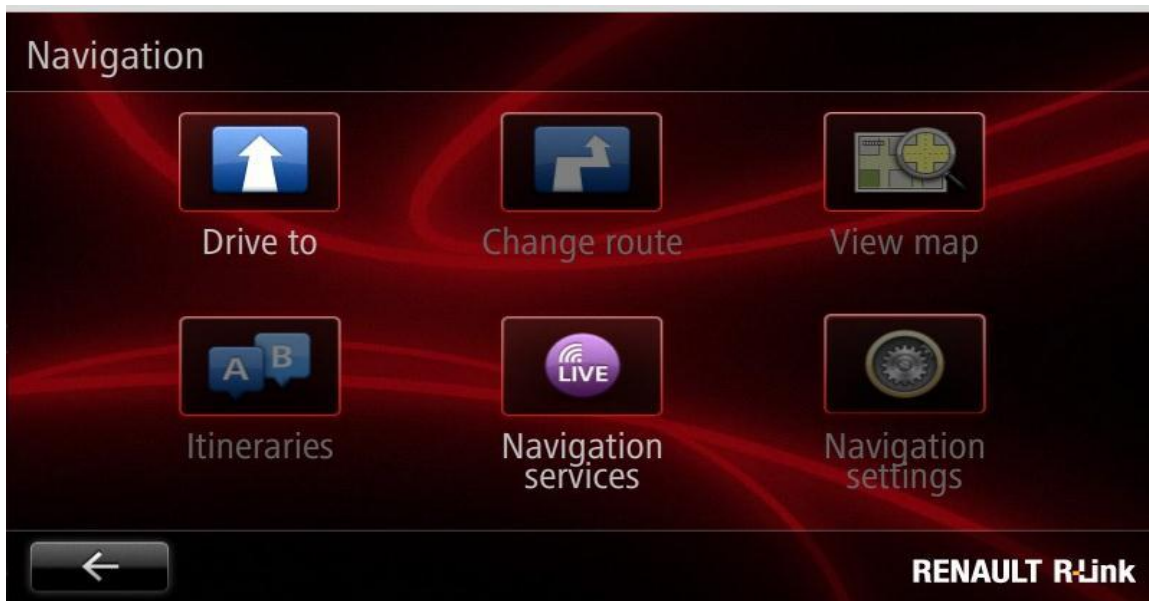 Navigation
Drive to
Change route
View map
A B
LIVE
Itineraries
Navigation
services
Navigation
settings
RENAULT R-Link